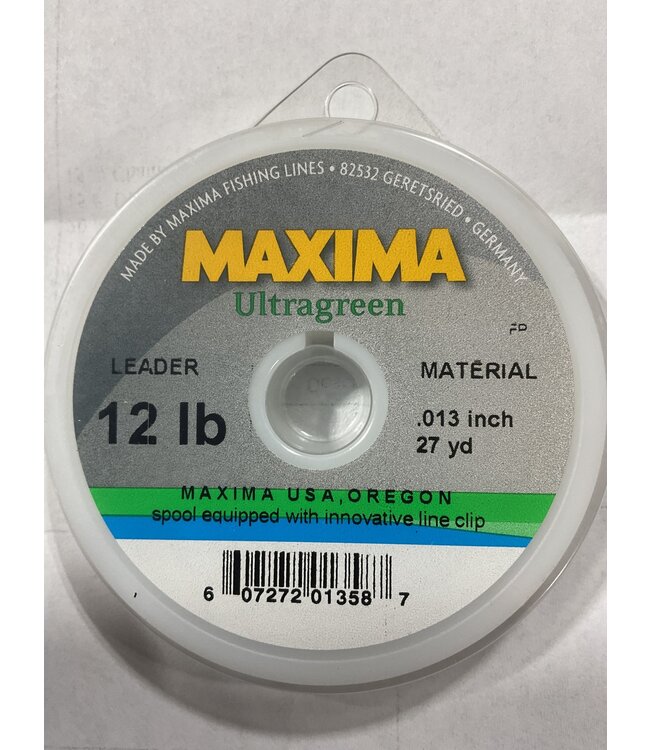 MADE BY MAXIMA FISHING LINES • 82532 GERETSRIED • GERMANY
MAXIMA
Ultragreen
FP
LEADER
MATERIAL
12 lb
.013 inch
27 yd
MAXIMA USA,OREGON
spool equipped with innovative line clip
6 07272 01358 7